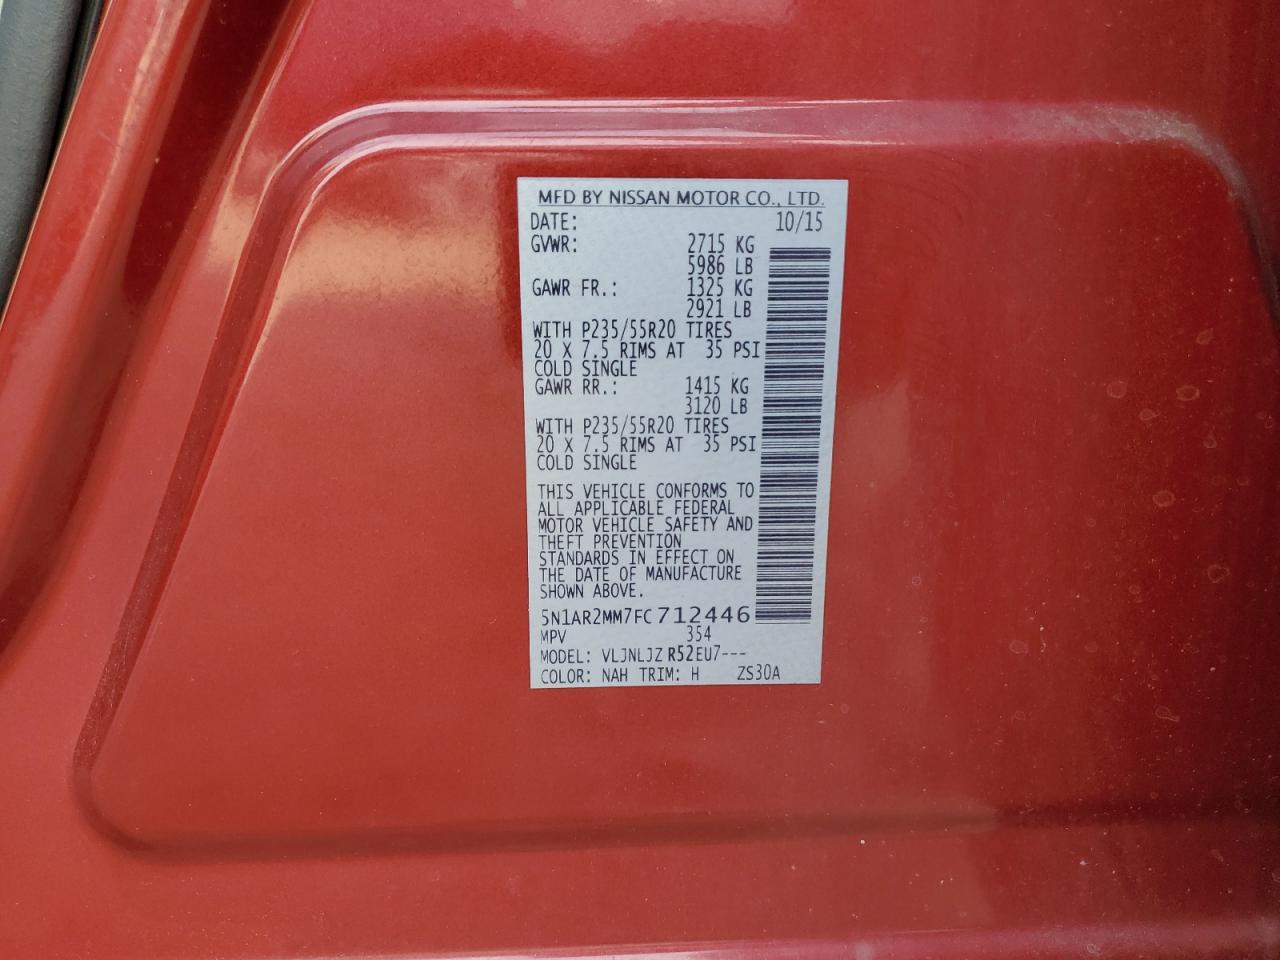 MFD BY NISSAN MOTOR CO., LTD.
DATE: 10/15
GVWR: 2715 KG
5986 LB
GAWR FR.: 1325 KG
2921 LB
WITH P235/55R20 TIRES
20 X 7.5 RIMS AT 35 PSI
COLD SINGLE
GAWR RR.: 1415 KG
3120 LB
WITH P235/55R20 TIRES
20 X 7.5 RIMS AT 35 PSI
COLD SINGLE
THIS VEHICLE CONFORMS TO
ALL APPLICABLE FEDERAL
MOTOR VEHICLE SAFETY AND
THEFT PREVENTION
STANDARDS IN EFFECT ON
THE DATE OF MANUFACTURE
SHOWN ABOVE.
5N1AR2MM7FC712446
MPV 354
MODEL: VLJNLJZ R52EU7---
COLOR: NAH TRIM: H ZS30A